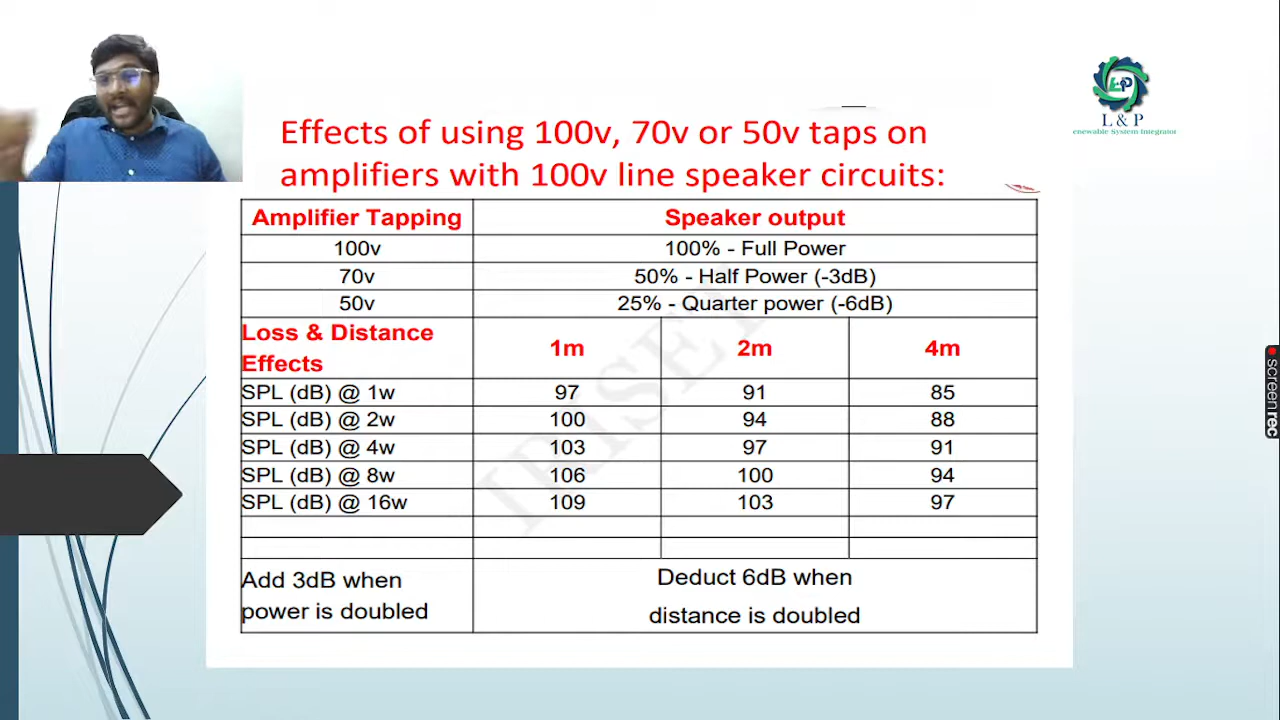 L & P
enewable System Integrator
Effects of using 100v, 70v or 50v taps on
amplifiers with 100v line speaker circuits:
Amplifier Tapping Speaker output
100v 100% - Full Power
70v 50% - Half Power (-3dB)
50v 25% - Quarter power (-6dB)
Loss & Distance
Effects 1m 2m 4m
SPL (dB) @ 1w 97 91 85
SPL (dB) @ 2w 100 94 88
SPL (dB) @ 4w 103 97 91
SPL (dB) @ 8w 106 100 94
SPL (dB) @ 16w 109 103 97
Add 3dB when
power is doubled
Deduct 6dB when
distance is doubled
IRISET
screenrec